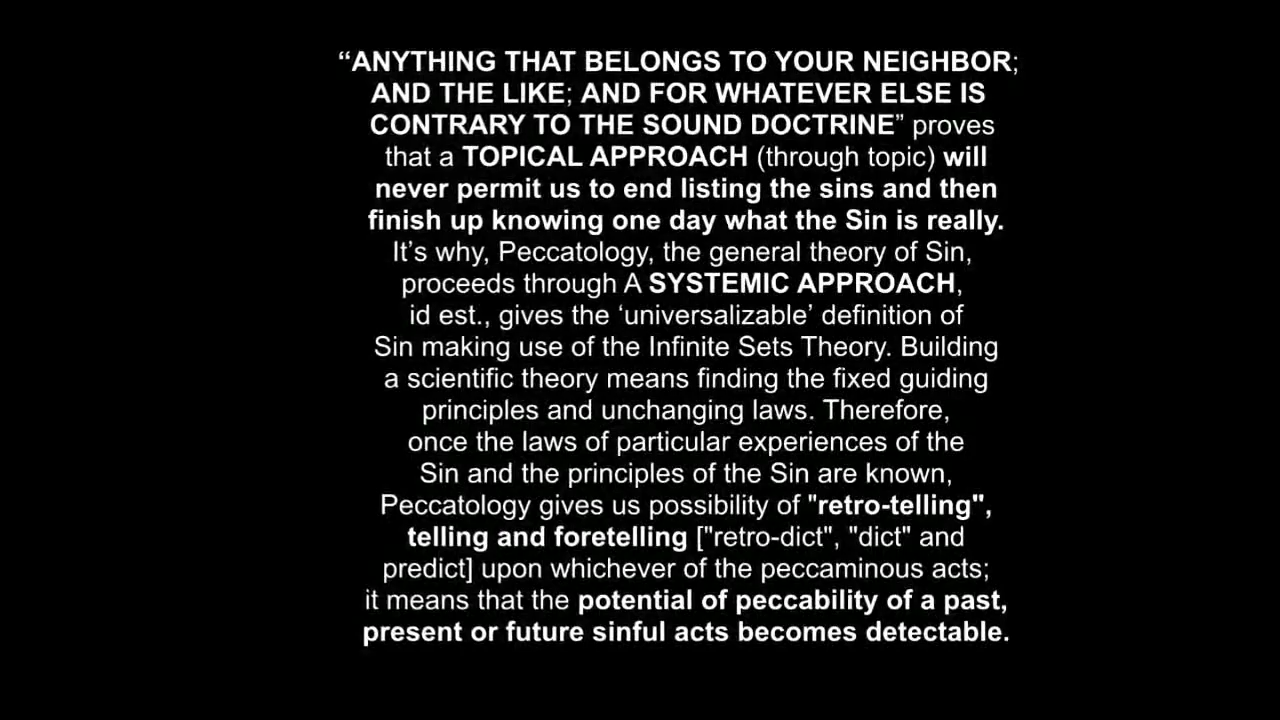 “ANYTHING THAT BELONGS TO YOUR NEIGHBOR;
AND THE LIKE; AND FOR WHATEVER ELSE IS
CONTRARY TO THE SOUND DOCTRINE” proves
that a TOPICAL APPROACH (through topic) will
never permit us to end listing the sins and then
finish up knowing one day what the Sin is really.
It’s why, Peccatology, the general theory of Sin,
proceeds through A SYSTEMIC APPROACH,
id est., gives the ‘universalizable’ definition of
Sin making use of the Infinite Sets Theory. Building
a scientific theory means finding the fixed guiding
principles and unchanging laws. Therefore,
once the laws of particular experiences of the
Sin and the principles of the Sin are known,
Peccatology gives us possibility of "retro-telling",
telling and foretelling ["retro-dict", "dict" and
predict] upon whichever of the peccaminous acts;
it means that the potential of peccability of a past,
present or future sinful acts becomes detectable.